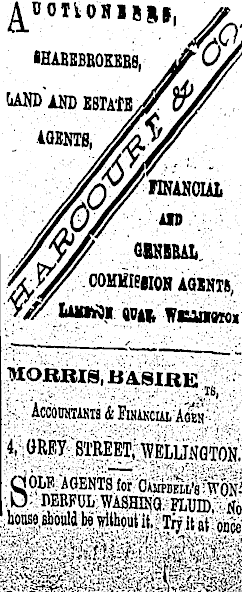 AUCTIONEERS,
SHAREBROKERS,
LAND AND ESTATE
AGENTS,
HARCOURT & CO.
FINANCIAL
AND
GENERAL
COMMISSION AGENTS,
LAMBTON QUAY, WELLINGTON
MORRIS, BASIRE
TS,
ACCOUNTANTS & FINANCIAL AGEN
4, GREY STREET, WELLINGTON.
SOLE AGENTS for CAMPBELL'S WON
DERFUL WASHING FLUID. No
house should be without it. Try it at once